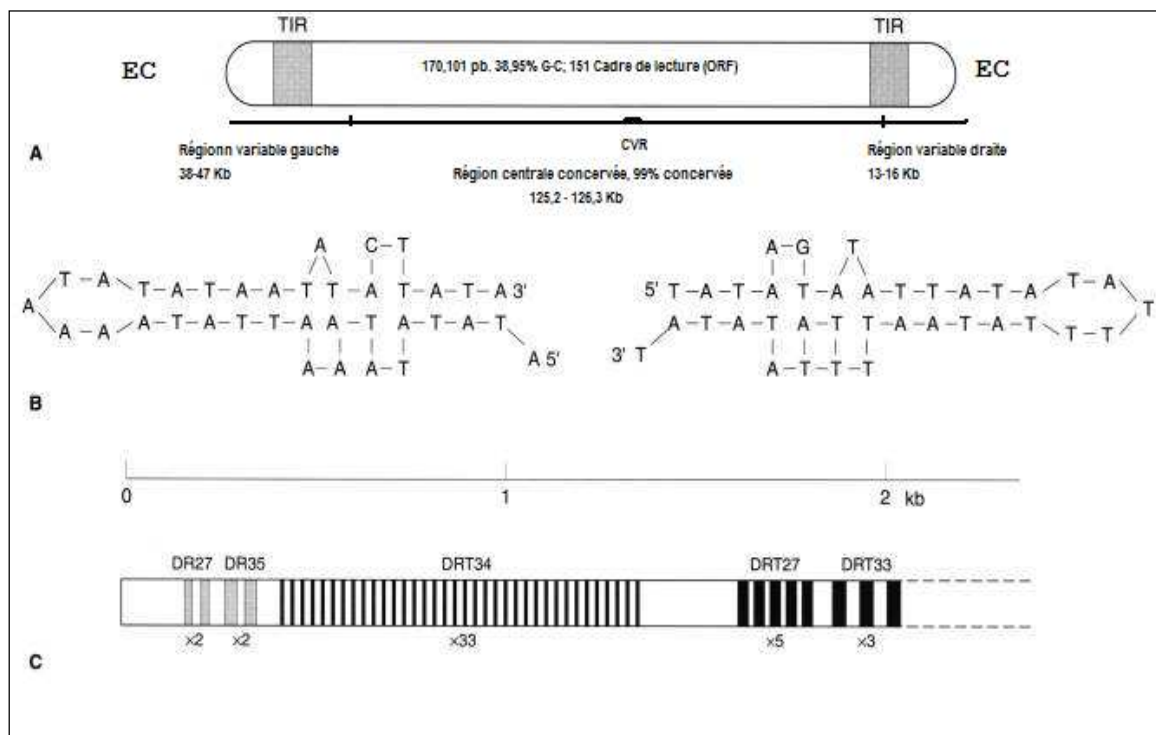 TIR TIR
EC EC
170,101 pb. 38,95% G-C; 151 Cadre de lecture (ORF)
CVR
A
Régionn variable gauche
38-47 Kb
Région centrale concervée, 99% concervée
125,2 - 126,3 Kb
Région variable draite
13-16 Kb
A C-T
T-A T-A-T-A-A-T-T-A-T-A-T-A 3'
A
A-A A-T-A-T-T-A-A-T-A-T-A-T
A-A A-T A 5'
A-G T
5' T-A-T-A-T-A-A-T-T-A-T-A T-A
T
A-T-A-T-A-T-T-A-A-T-A-T T-T
3' T A-T-T-T
B
0 1 2 kb
DR27 DR35 DRT34 DRT27 DRT33
×2 ×2 ×33 ×5 ×3
C